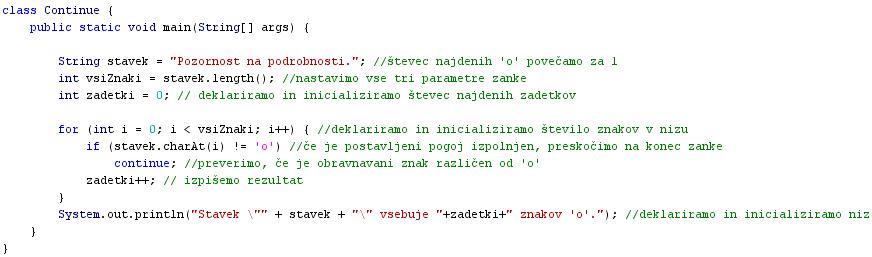 class Continue {
    public static void main(String[] args) {

        String stavek = "Pozornost na podrobnosti."; //števec najdenih 'o' povečamo za 1
        int vsiZnaki = stavek.length(); //nastavimo vse tri parametre zanke
        int zadetki = 0; // deklariramo in inicializiramo števec najdenih zadetkov

        for (int i = 0; i < vsiZnaki; i++) { //deklariramo in inicializiramo število znakov v nizu
            if (stavek.charAt(i) != 'o') //če je postavljeni pogoj izpolnjen, preskočimo na konec zanke
                continue; //preverimo, če je obravnavani znak različen od 'o'
            zadetki++; // izpišemo rezultat
        }
        System.out.println("Stavek \"" + stavek + "\" vsebuje "+zadetki+" znakov 'o'."); //deklariramo in inicializiramo niz
    }
}